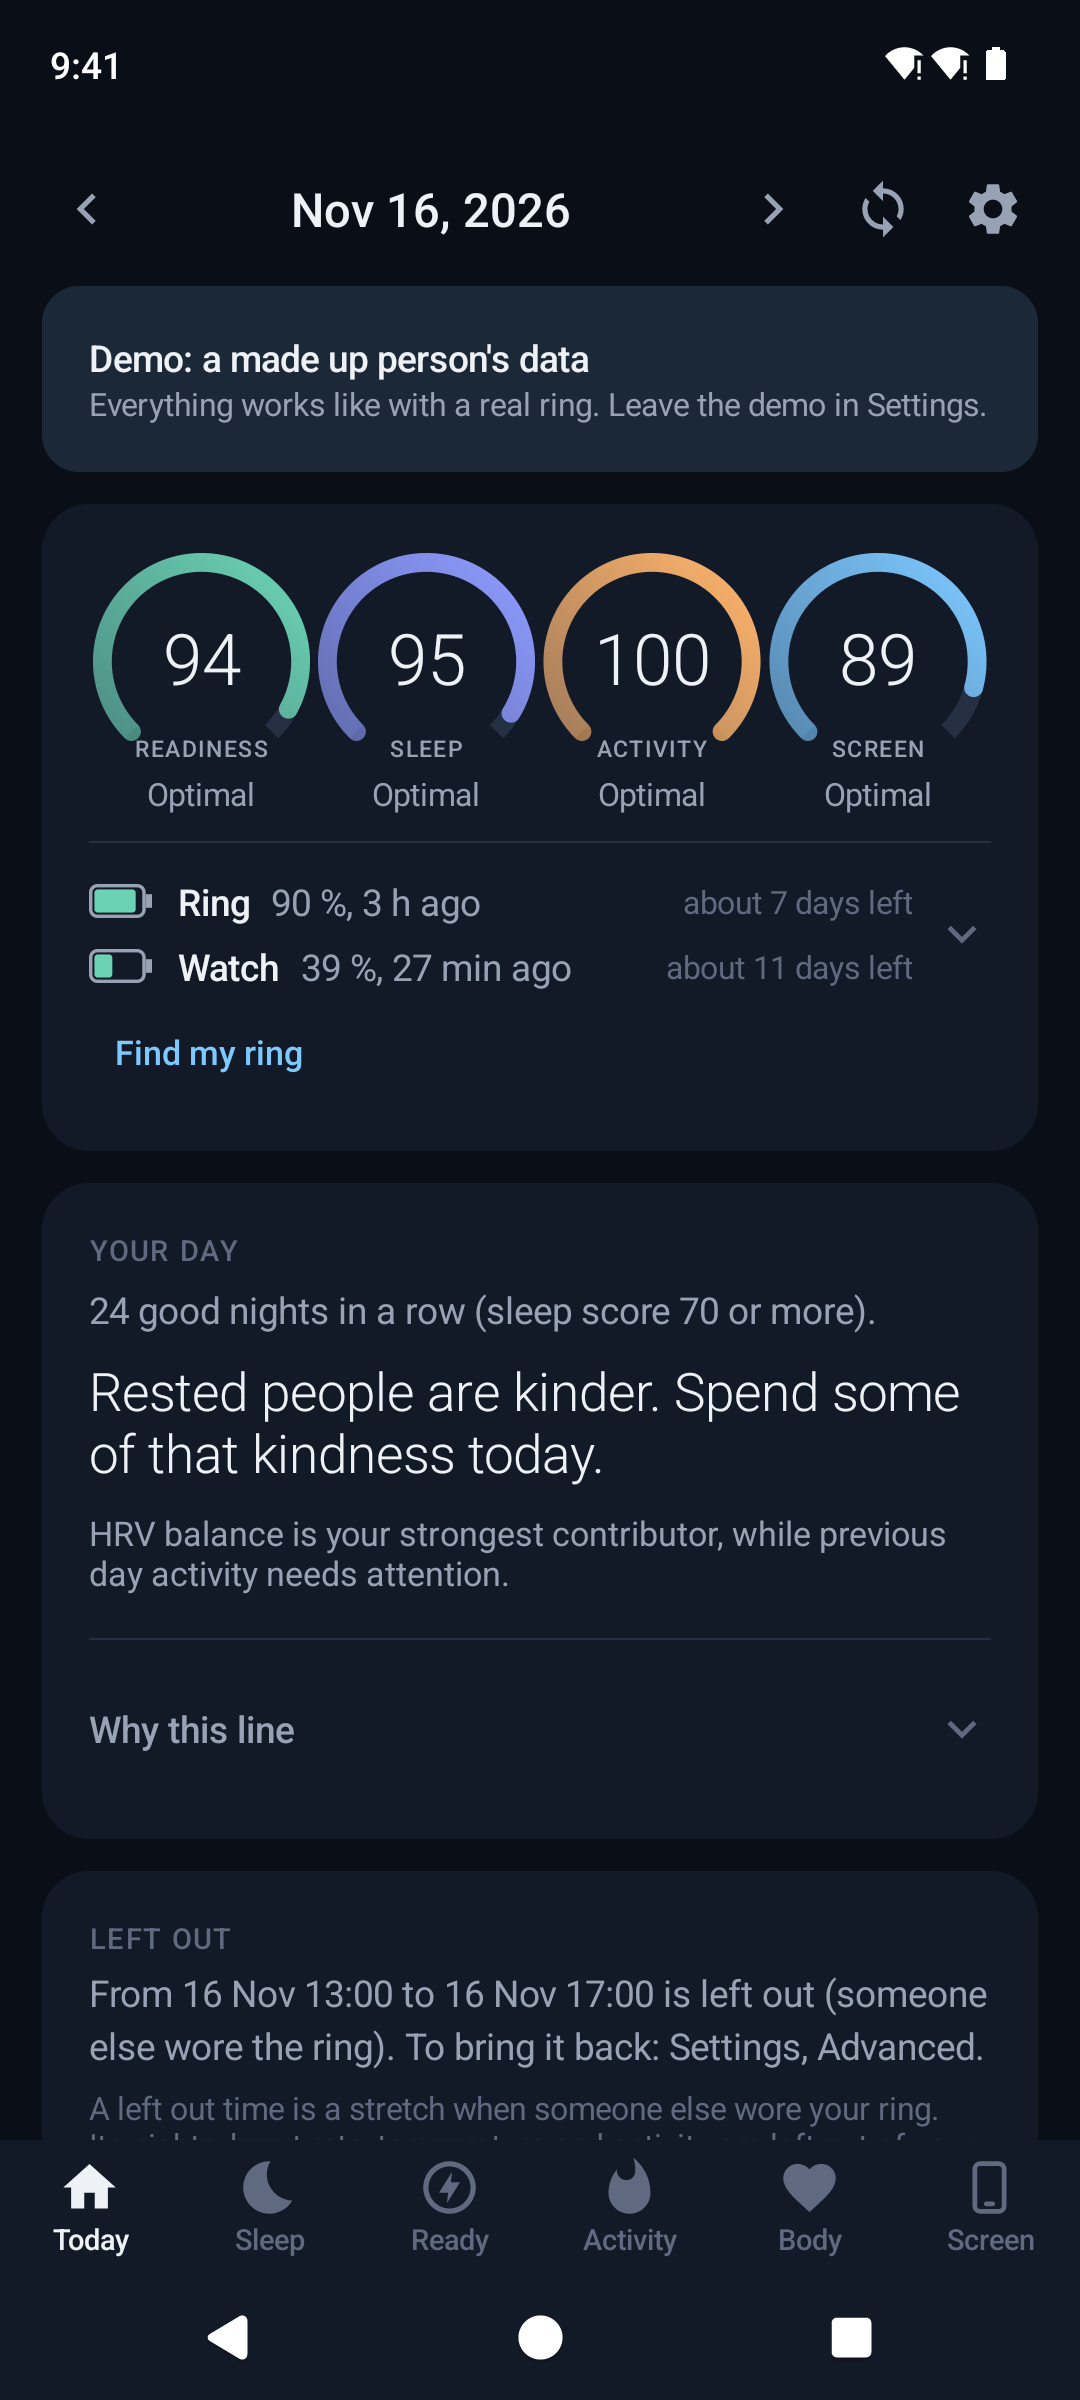 9:41
Nov 16, 2026
Demo: a made up person's data
Everything works like with a real ring. Leave the demo in Settings.
94
95
100
89
READINESS
SLEEP
ACTIVITY
SCREEN
Optimal
Optimal
Optimal
Optimal
Ring 90 %, 3 h ago
about 7 days left
Watch 39 %, 27 min ago
about 11 days left
Find my ring
YOUR DAY
24 good nights in a row (sleep score 70 or more).
Rested people are kinder. Spend some
of that kindness today.
HRV balance is your strongest contributor, while previous
day activity needs attention.
Why this line
LEFT OUT
From 16 Nov 13:00 to 16 Nov 17:00 is left out (someone
else wore the ring). To bring it back: Settings, Advanced.
A left out time is a stretch when someone else wore your ring.
Today
Sleep
Ready
Activity
Body
Screen